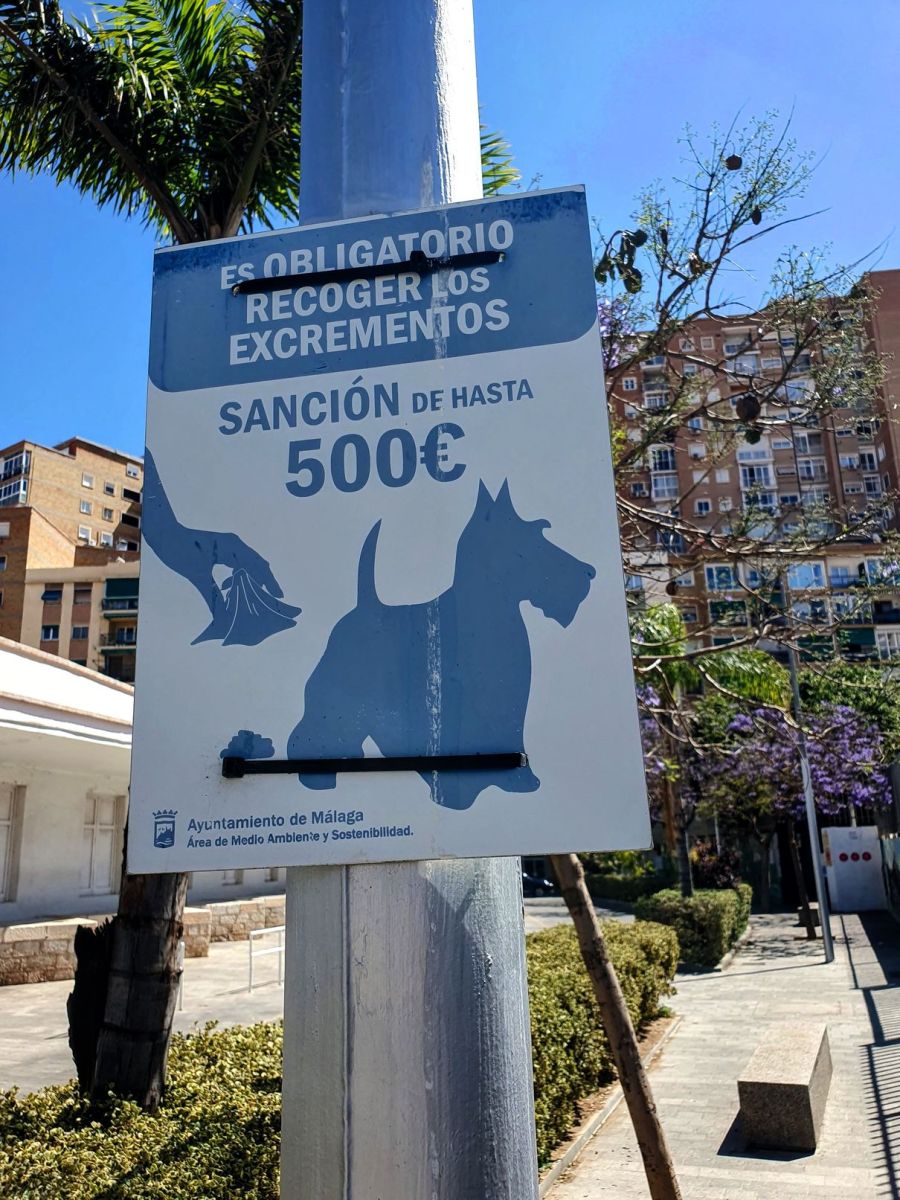 ES OBLIGATORIO
RECOGER LOS
EXCREMENTOS
SANCIÓN DE HASTA
500€
Ayuntamiento de Málaga
Área de Medio Ambiente y Sostenibilidad.